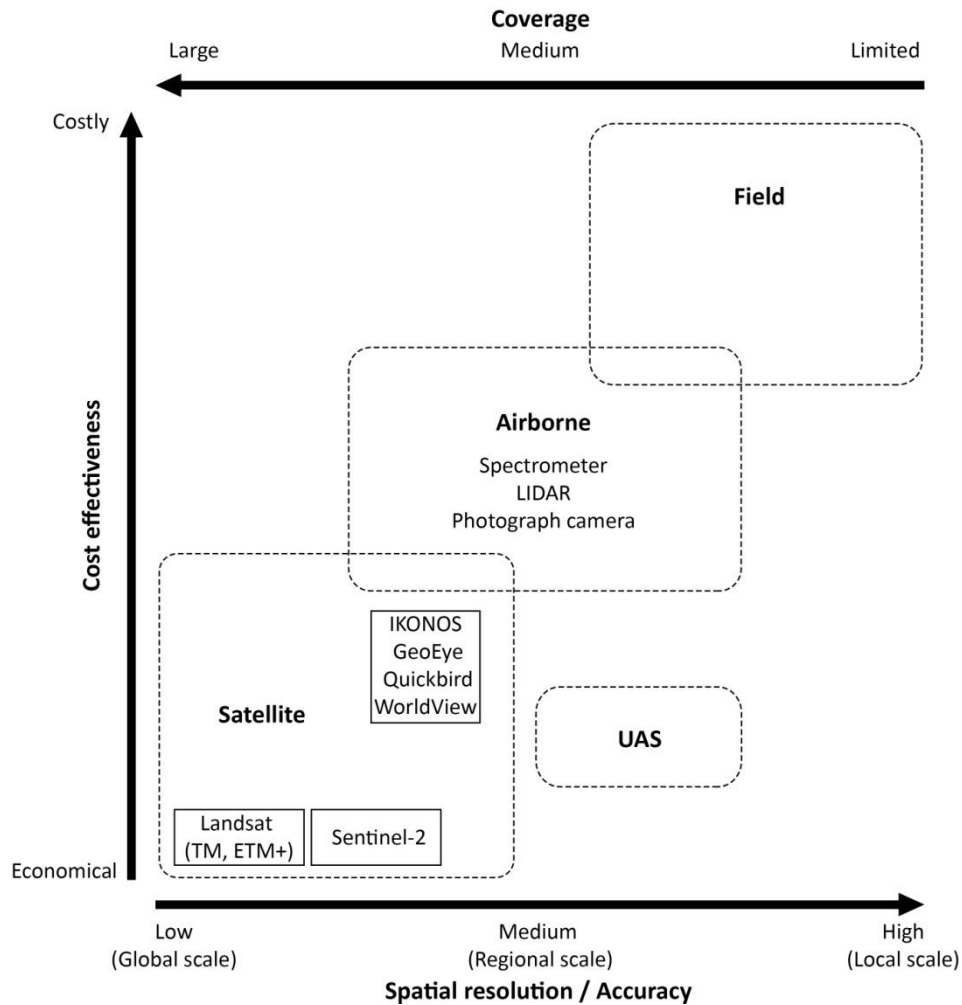 Coverage
Large Medium Limited
Costly
Field
Airborne
Spectrometer
LIDAR
Photograph camera
Cost effectiveness
IKONOS
GeoEye
Quickbird
WorldView
Satellite
UAS
Landsat
(TM, ETM+)
Sentinel-2
Economical
Low Medium High
(Global scale) (Regional scale) (Local scale)
Spatial resolution / Accuracy